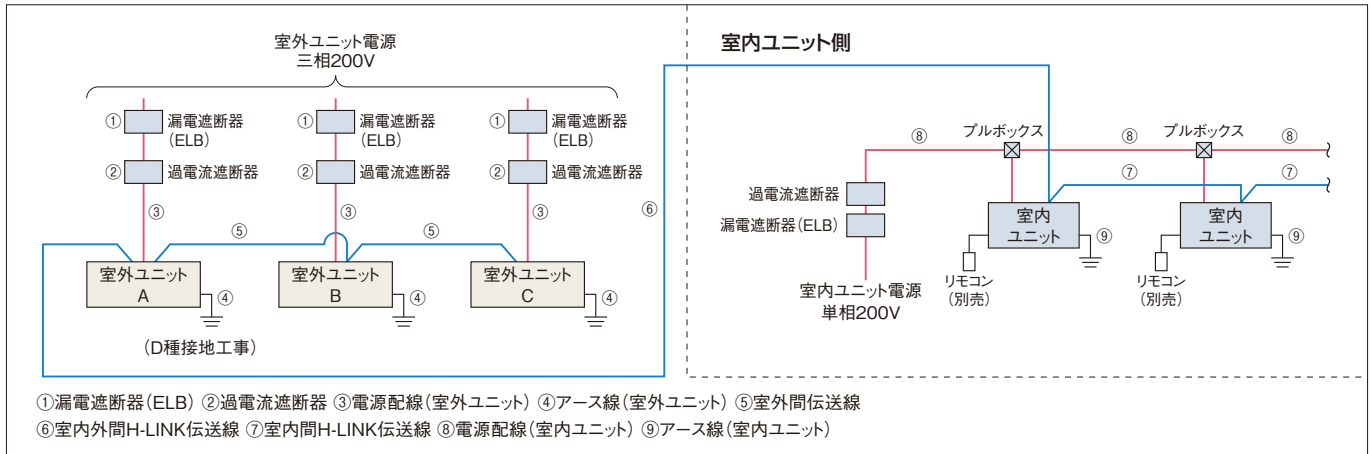 室外ユニット電源
三相200V
① 漏電遮断器
(ELB)
① 漏電遮断器
(ELB)
① 漏電遮断器
(ELB)
② 過電流遮断器
② 過電流遮断器
② 過電流遮断器
③
③
③
⑤
⑤
⑥
室外ユニット
A
④
室外ユニット
B
④
室外ユニット
C
④
(D種接地工事)
室内ユニット側
⑧
プルボックス
⑧
プルボックス
⑧
⑦
⑦
過電流遮断器
漏電遮断器(ELB)
室内ユニット電源
単相200V
室内
ユニット
⑨
リモコン
(別売)
室内
ユニット
⑨
リモコン
(別売)
①漏電遮断器(ELB) ②過電流遮断器 ③電源配線(室外ユニット) ④アース線(室外ユニット) ⑤室外間伝送線
⑥室内外間H-LINK伝送線 ⑦室内間H-LINK伝送線 ⑧電源配線(室内ユニット) ⑨アース線(室内ユニット)